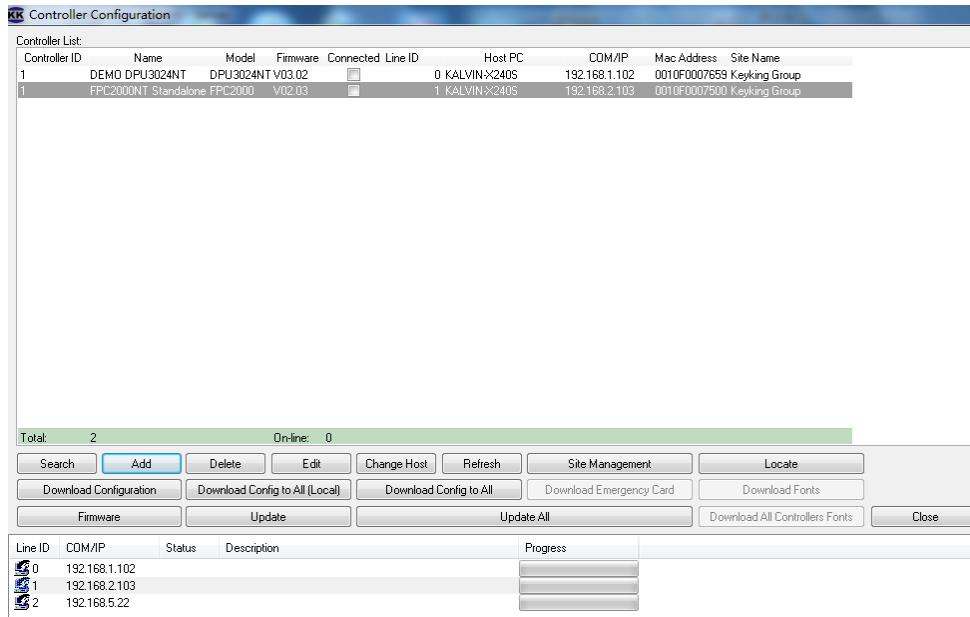 KK Controller Configuration
Controller List:
Controller ID Name Model Firmware Connected Line ID Host PC COM/IP Mac Address Site Name
1 DEMO DPU3024NT DPU3024NT V03.02 0 KALVIN-X240S 192.168.1.102 0010F0007659 Keyking Group
1 FPC2000NT Standalone FPC2000 V02.03 1 KALVIN-X240S 192.168.2.103 0010F0007500 Keyking Group
Total: 2 On-line: 0
Search Add Delete Edit Change Host Refresh Site Management Locate
Download Configuration Download Config to All (Local) Download Config to All Download Emergency Card Download Fonts
Firmware Update Update All Download All Controllers Fonts Close
Line ID COM/IP Status Description Progress
0 192.168.1.102
1 192.168.2.103
2 192.168.5.22